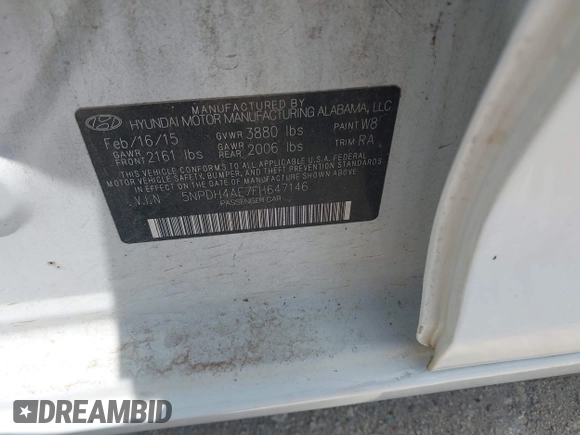 MANUFACTURED BY
HYUNDAI MOTOR MANUFACTURING ALABAMA, LLC
Feb/16/15 GVWR 3880 lbs PAINT W8
GAWR FRONT 2161 lbs GAWR REAR 2006 lbs TRIM RA
THIS VEHICLE CONFORMS TO ALL APPLICABLE U.S.A. FEDERAL
MOTOR VEHICLE SAFETY, BUMPER, AND THEFT PREVENTION STANDARDS
IN EFFECT ON THE DATE OF MANUFACTURE SHOWN ABOVE.
V.I.N 5NPDH4AE7FH647146
PASSENGER CAR
DREAMBID